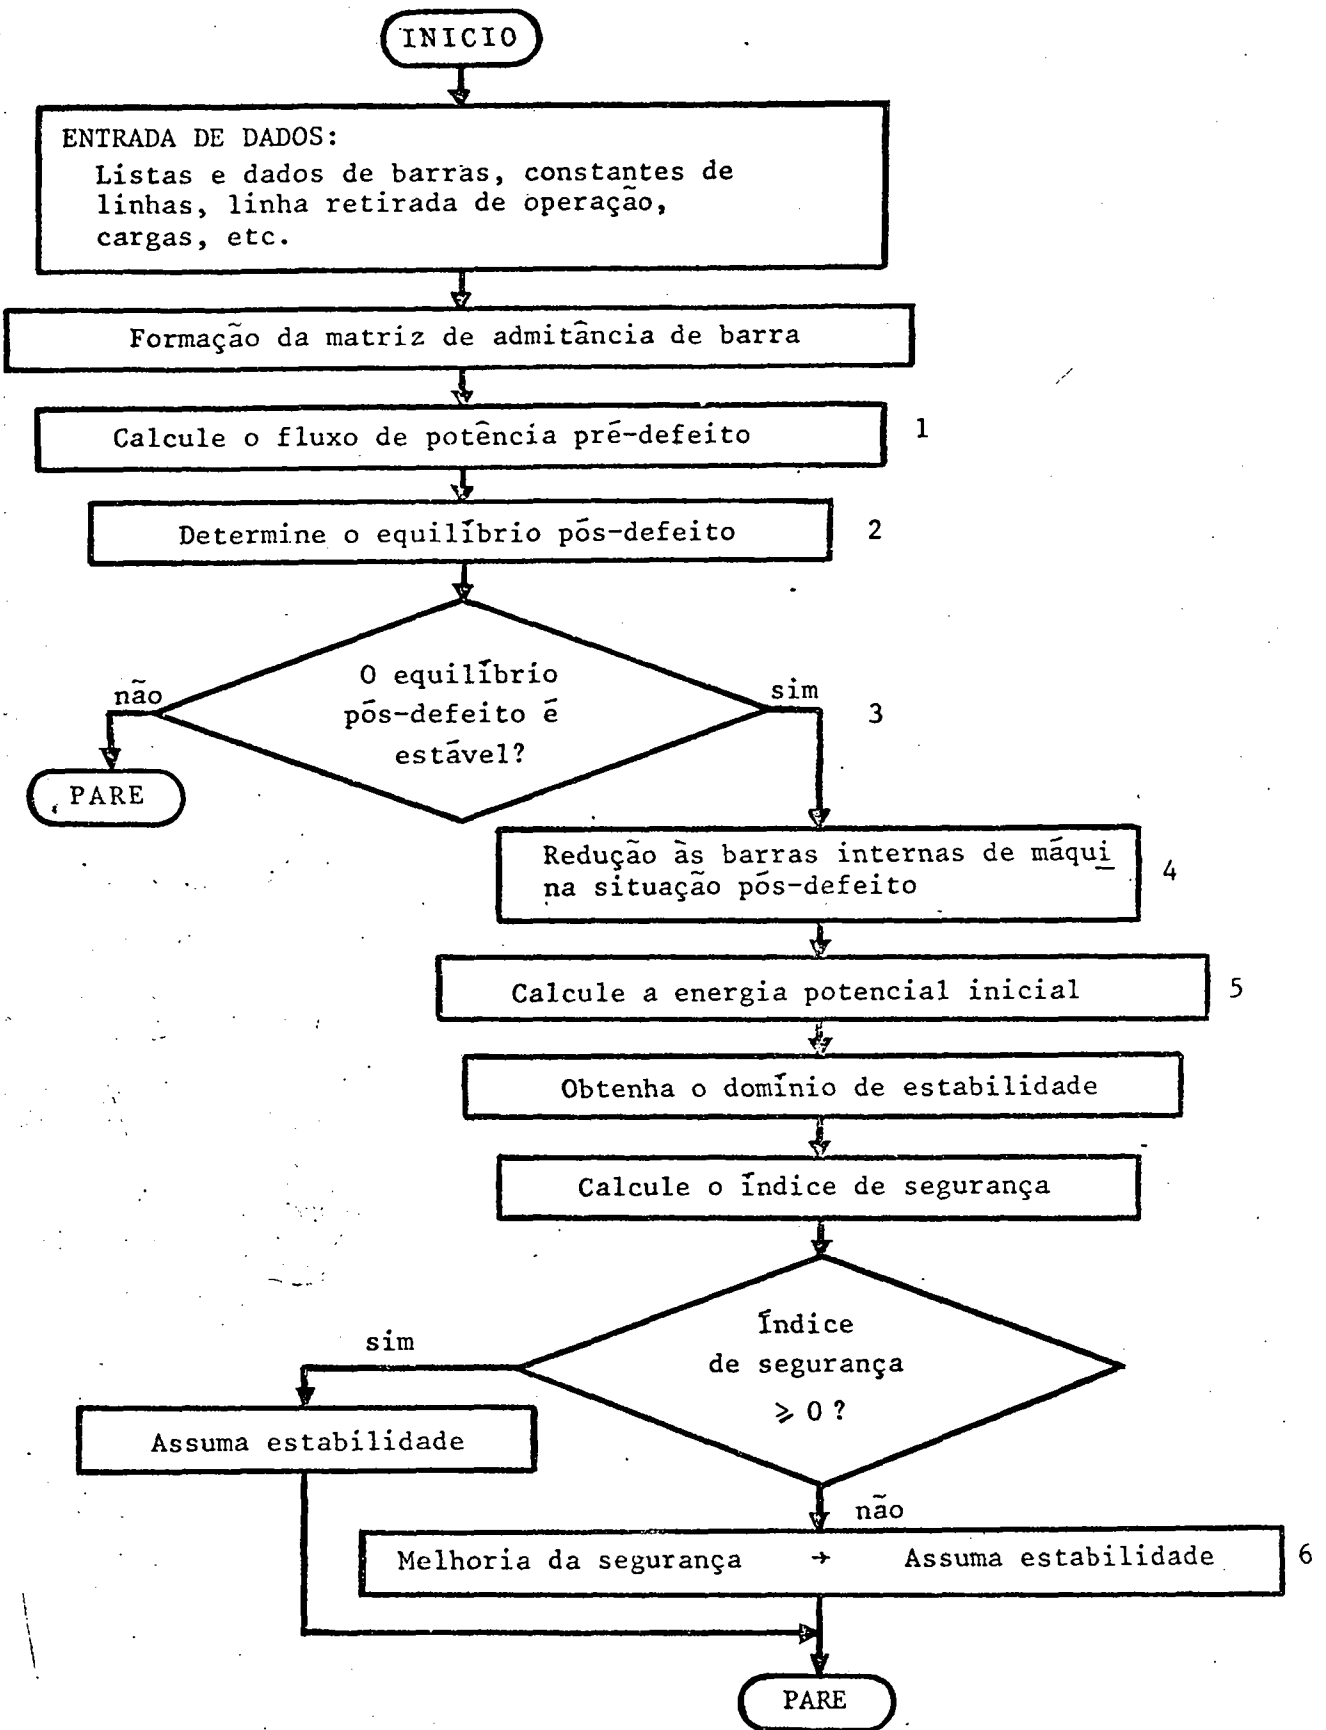 INICIO
ENTRADA DE DADOS:
Listas e dados de barras, constantes de
linhas, linha retirada de operação,
cargas, etc.
Formação da matriz de admitância de barra
Calcule o fluxo de potência pré-defeito
1
Determine o equilíbrio pós-defeito
2
O equilíbrio
pós-defeito é
estável?
não
sim
3
PARE
Redução às barras internas de máqui
na situação pós-defeito
4
Calcule a energia potencial inicial
5
Obtenha o domínio de estabilidade
Calcule o índice de segurança
Índice
de segurança
⩾ 0 ?
sim
Assuma estabilidade
não
Melhoria da segurança → Assuma estabilidade
6
PARE